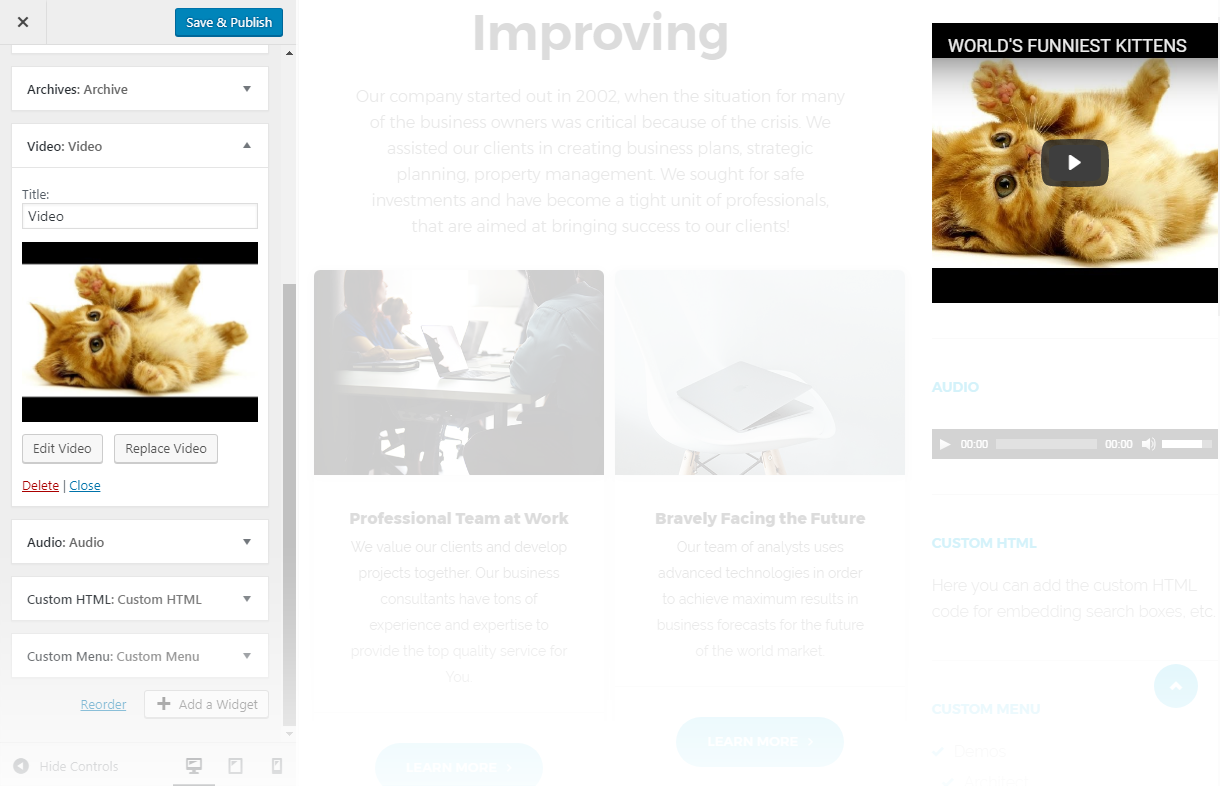 Save & Publish
Archives: Archive
Video: Video
Title:
Video
Edit Video
Replace Video
Delete | Close
Audio: Audio
Custom HTML: Custom HTML
Custom Menu: Custom Menu
Reorder
Add a Widget
Hide Controls
Improving
Our company started out in 2002, when the situation for many
of the business owners was critical because of the crisis. We
assisted our clients in creating business plans, strategic
planning, property management. We sought for safe
investments and have become a tight unit of professionals,
that are aimed at bringing success to our clients!
Professional Team at Work
We value our clients and develop
projects together. Our business
consultants have tons of
experience and expertise to
provide the top quality service for
You.
LEARN MORE
Bravely Facing the Future
Our team of analysts uses
advanced technologies in order
to achieve maximum results in
business forecasts for the future
of the world market.
LEARN MORE
WORLD'S FUNNIEST KITTENS
AUDIO
00:00
00:00
CUSTOM HTML
Here you can add the custom HTML
code for embedding search boxes, etc.
CUSTOM MENU
Demos